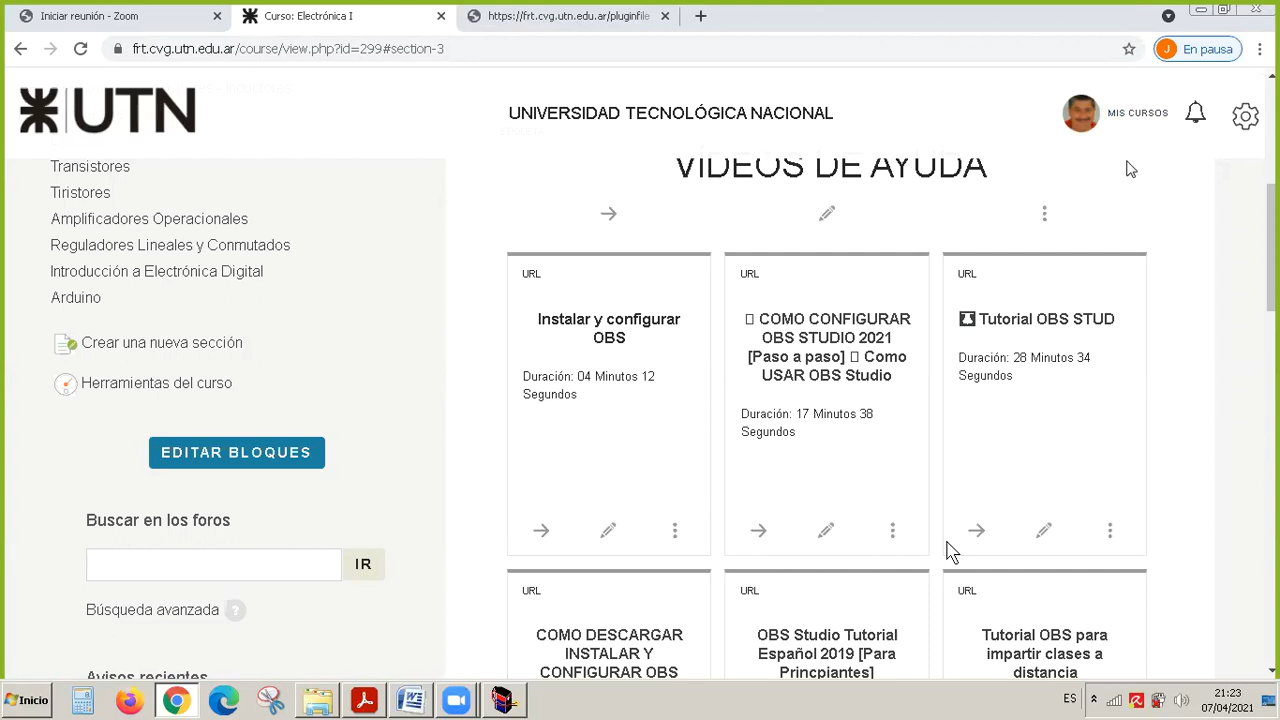 Iniciar reunión - Zoom
Curso: Electrónica I
https://frt.cvg.utn.edu.ar/pluginfile
frt.cvg.utn.edu.ar/course/view.php?id=299#section-3
J
En pausa
UTN
UNIVERSIDAD TECNOLÓGICA NACIONAL
MIS CURSOS
Transistores
Tiristores
Amplificadores Operacionales
Reguladores Lineales y Conmutados
Introducción a Electrónica Digital
Arduino
Crear una nueva sección
Herramientas del curso
EDITAR BLOQUES
Buscar en los foros
IR
Búsqueda avanzada ?
Avisos recientes
VIDEOS DE AYUDA
URL
Instalar y configurar
OBS
Duración: 04 Minutos 12
Segundos
URL
COMO CONFIGURAR
OBS STUDIO 2021
[Paso a paso] Como
USAR OBS Studio
Duración: 17 Minutos 38
Segundos
URL
Tutorial OBS STUD
Duración: 28 Minutos 34
Segundos
URL
COMO DESCARGAR
INSTALAR Y
CONFIGURAR OBS
URL
OBS Studio Tutorial
Español 2019 [Para
Princpiantes]
URL
Tutorial OBS para
impartir clases a
distancia
Inicio
ES
21:23
07/04/2021